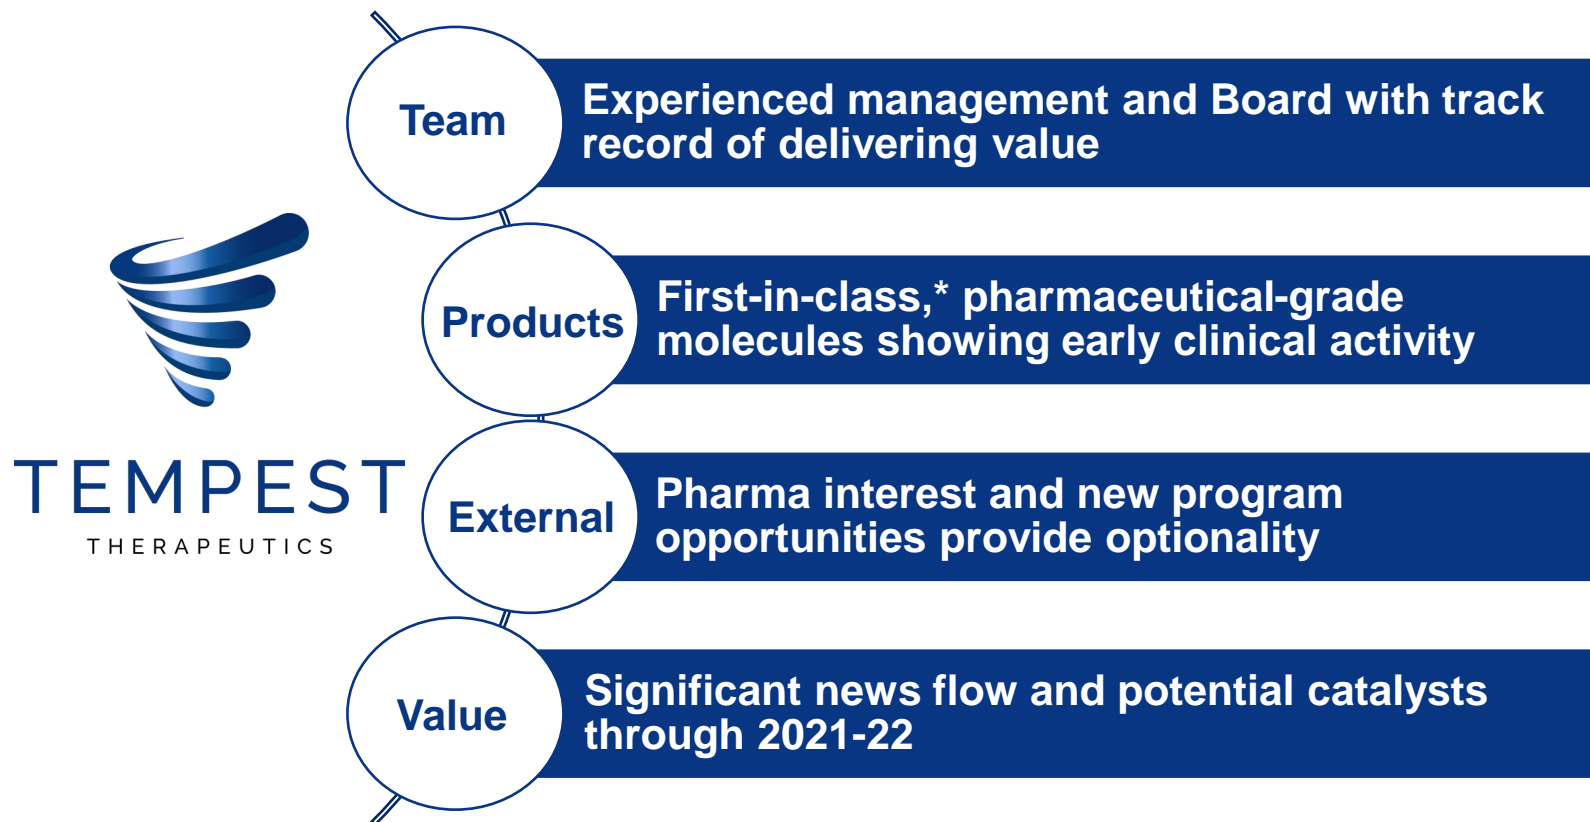 TEMPEST
THERAPEUTICS
Team
Experienced management and Board with track
record of delivering value
Products
First-in-class,* pharmaceutical-grade
molecules showing early clinical activity
External
Pharma interest and new program
opportunities provide optionality
Value
Significant news flow and potential catalysts
through 2021-22